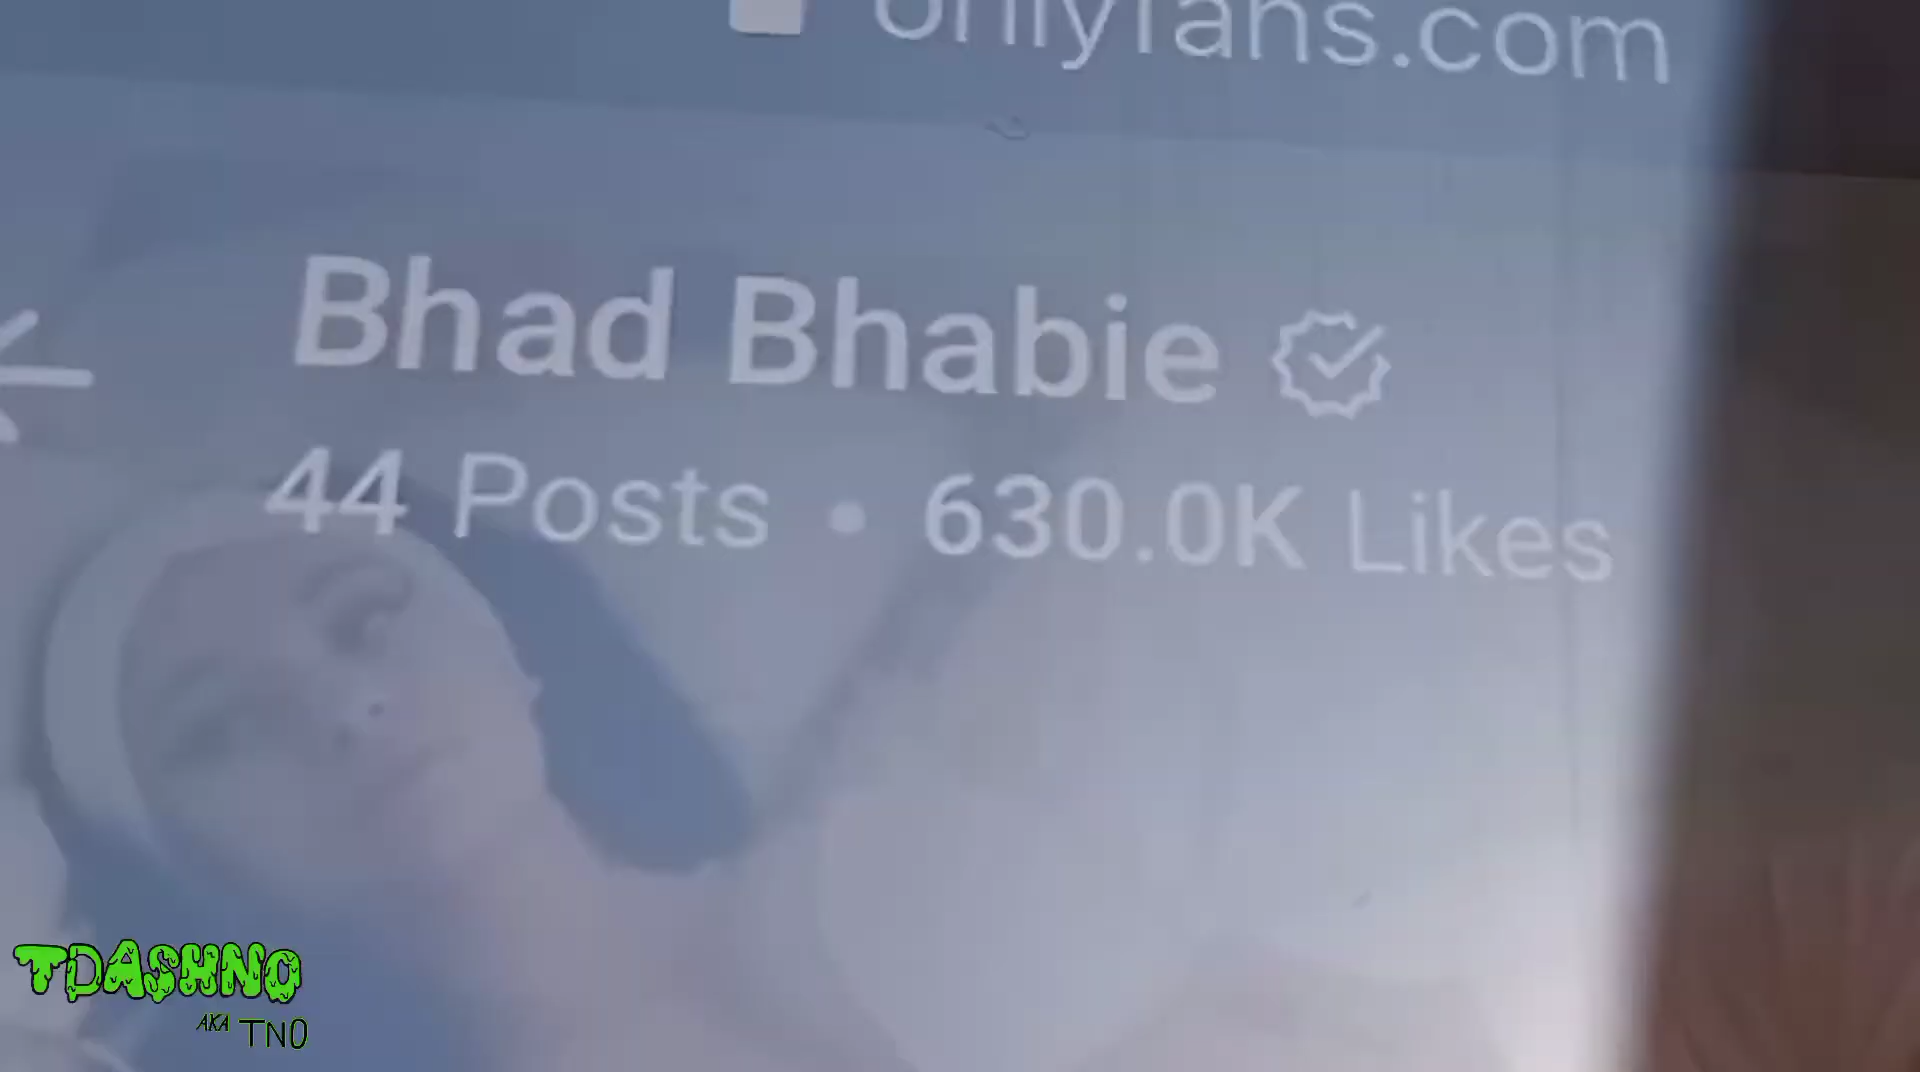 onlyfans.com
Bhad Bhabie
44 Posts • 630.0K Likes
TDASHNO
AKA TNO